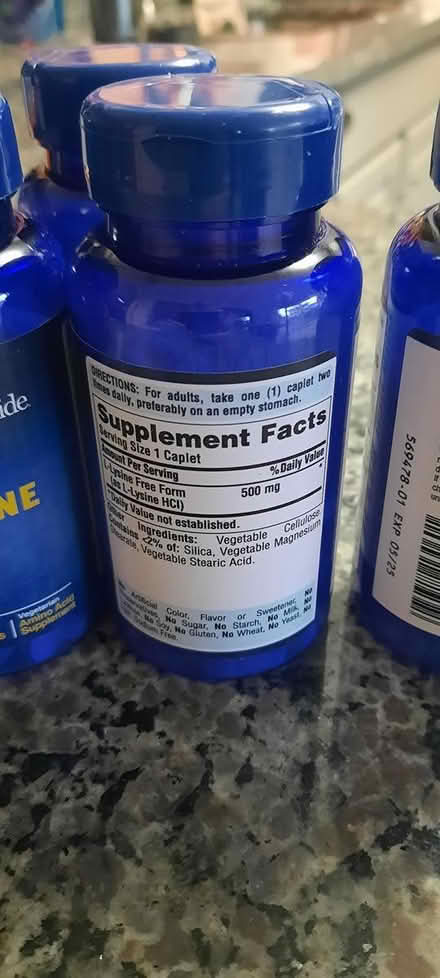 DIRECTIONS: For adults, take one (1) caplet two
times daily, preferably on an empty stomach.
Supplement Facts
Serving Size 1 Caplet
Amount Per Serving %Daily Value
L-Lysine Free Form 500 mg *
(as L-Lysine HCl)
*Daily Value not established.
Ingredients: Vegetable Cellulose.
Contains <2% of: Silica, Vegetable Magnesium
Stearate, Vegetable Stearic Acid.
No Artificial Color, Flavor or Sweetener, No
Preservatives, No Sugar, No Starch, No Milk, No
No Soy, No Gluten, No Wheat, No Yeast, No
Sodium Free.
ide
NE
Vegetarian
Amino Acid
Supplement
569478-01 EXP 05/25